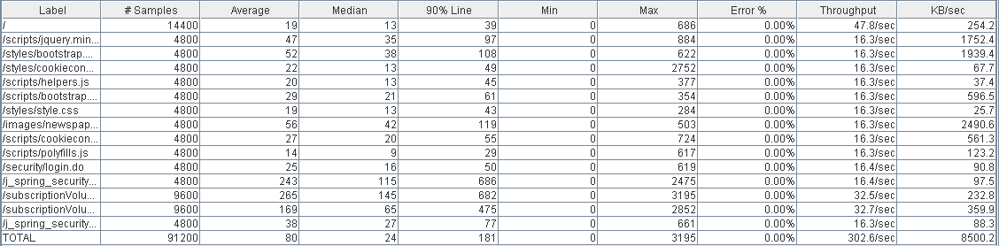 Label # Samples Average Median 90% Line Min Max Error % Throughput KB/sec
/ 14400 19 13 39 0 686 0.00% 47.8/sec 254.2
/scripts/jquery.min... 4800 47 35 97 0 884 0.00% 16.3/sec 1752.4
/styles/bootstrap.... 4800 52 38 108 0 622 0.00% 16.3/sec 1939.4
/styles/cookiecon... 4800 22 13 49 0 2752 0.00% 16.3/sec 67.7
/scripts/helpers.js 4800 20 13 45 0 377 0.00% 16.3/sec 37.4
/scripts/bootstrap.... 4800 29 21 61 0 354 0.00% 16.3/sec 596.5
/styles/style.css 4800 19 13 43 0 284 0.00% 16.3/sec 25.7
/images/newspap... 4800 56 42 119 0 503 0.00% 16.3/sec 2490.6
/scripts/cookiecon... 4800 27 20 55 0 724 0.00% 16.3/sec 561.3
/scripts/polyfills.js 4800 14 9 29 0 617 0.00% 16.3/sec 123.2
/security/login.do 4800 25 16 50 0 619 0.00% 16.4/sec 90.8
/j_spring_security... 4800 243 115 686 0 2475 0.00% 16.4/sec 97.5
/subscriptionVolu... 9600 265 145 682 0 3195 0.00% 32.5/sec 232.8
/subscriptionVolu... 9600 169 65 475 0 2852 0.00% 32.7/sec 359.9
/j_spring_security... 4800 38 27 77 0 661 0.00% 16.3/sec 88.3
TOTAL 91200 80 24 181 0 3195 0.00% 302.6/sec 8500.2